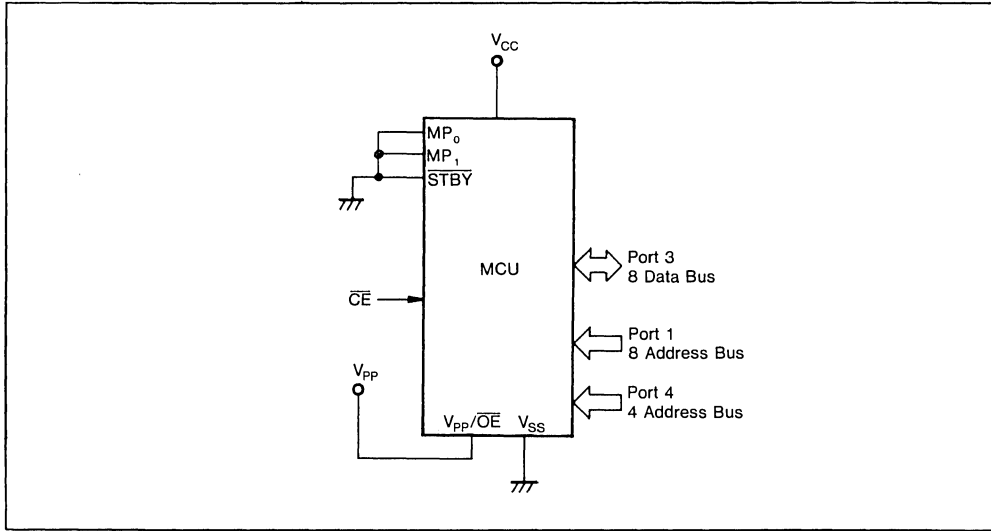 V_CC
MP_0
MP_1
STBY
MCU
CE
Port 3
8 Data Bus
Port 1
8 Address Bus
V_PP
Port 4
4 Address Bus
V_PP/OE V_SS